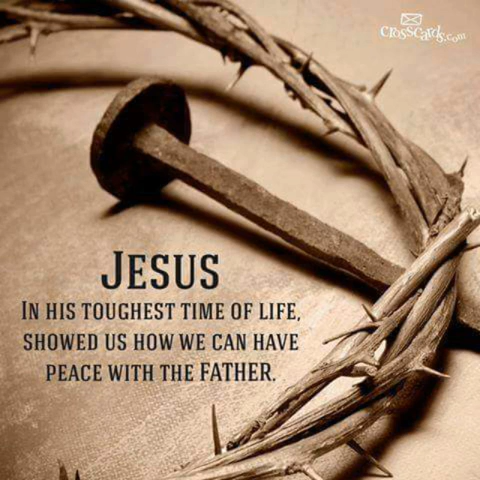 crosscards.com
JESUS
IN HIS TOUGHEST TIME OF LIFE,
SHOWED US HOW WE CAN HAVE
PEACE WITH THE FATHER.